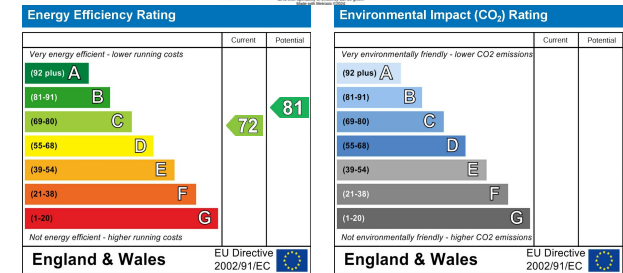 Made with Metropix ©2024
Energy Efficiency Rating
Current Potential
Very energy efficient - lower running costs
(92 plus) A
(81-91) B
(69-80) C
(55-68) D
(39-54) E
(21-38) F
(1-20) G
72
81
Not energy efficient - higher running costs
England & Wales
EU Directive
2002/91/EC
Environmental Impact (CO2) Rating
Current Potential
Very environmentally friendly - lower CO2 emissions
(92 plus) A
(81-91) B
(69-80) C
(55-68) D
(39-54) E
(21-38) F
(1-20) G
Not environmentally friendly - higher CO2 emissions
England & Wales
EU Directive
2002/91/EC